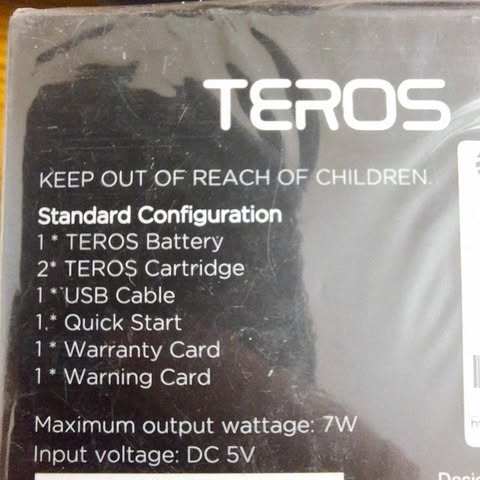 TEROS
KEEP OUT OF REACH OF CHILDREN.
Standard Configuration
1* TEROS Battery
2* TEROS Cartridge
1* USB Cable
1.* Quick Start
1* Warranty Card
1* Warning Card
Maximum output wattage: 7W
Input voltage: DC 5V